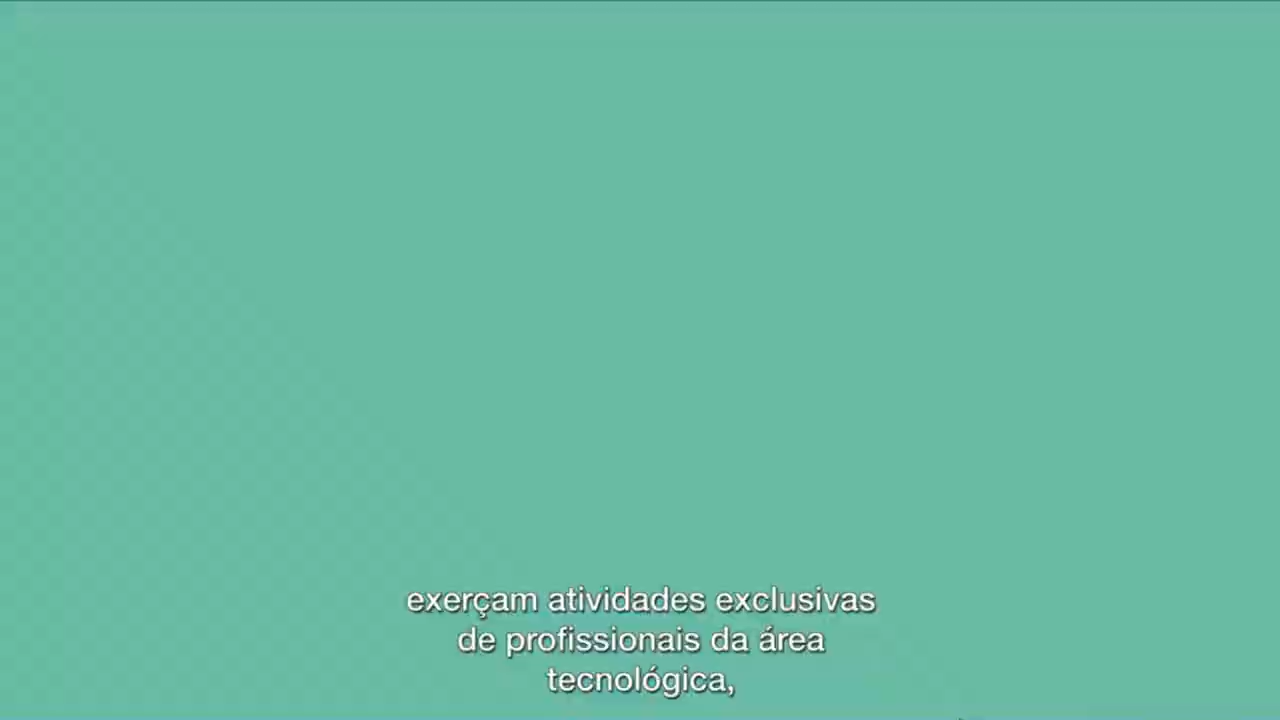 exerçam atividades exclusivas
de profissionais da área
tecnológica,